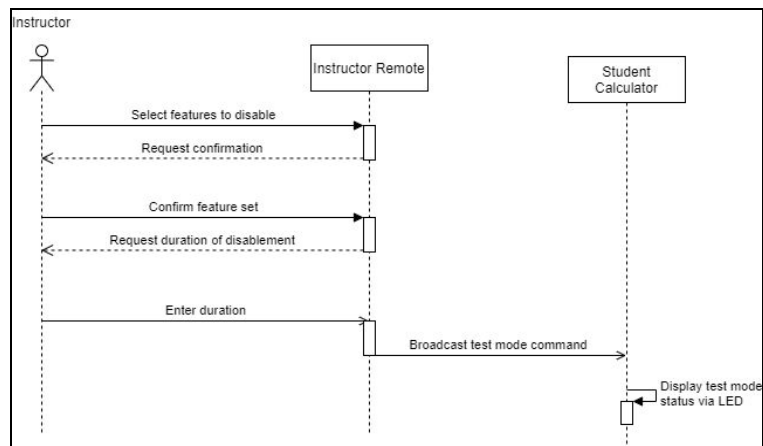 Instructor
Instructor Remote
Student
Calculator
Select features to disable
Request confirmation
Confirm feature set
Request duration of disablement
Enter duration
Broadcast test mode command
Display test mode
status via LED